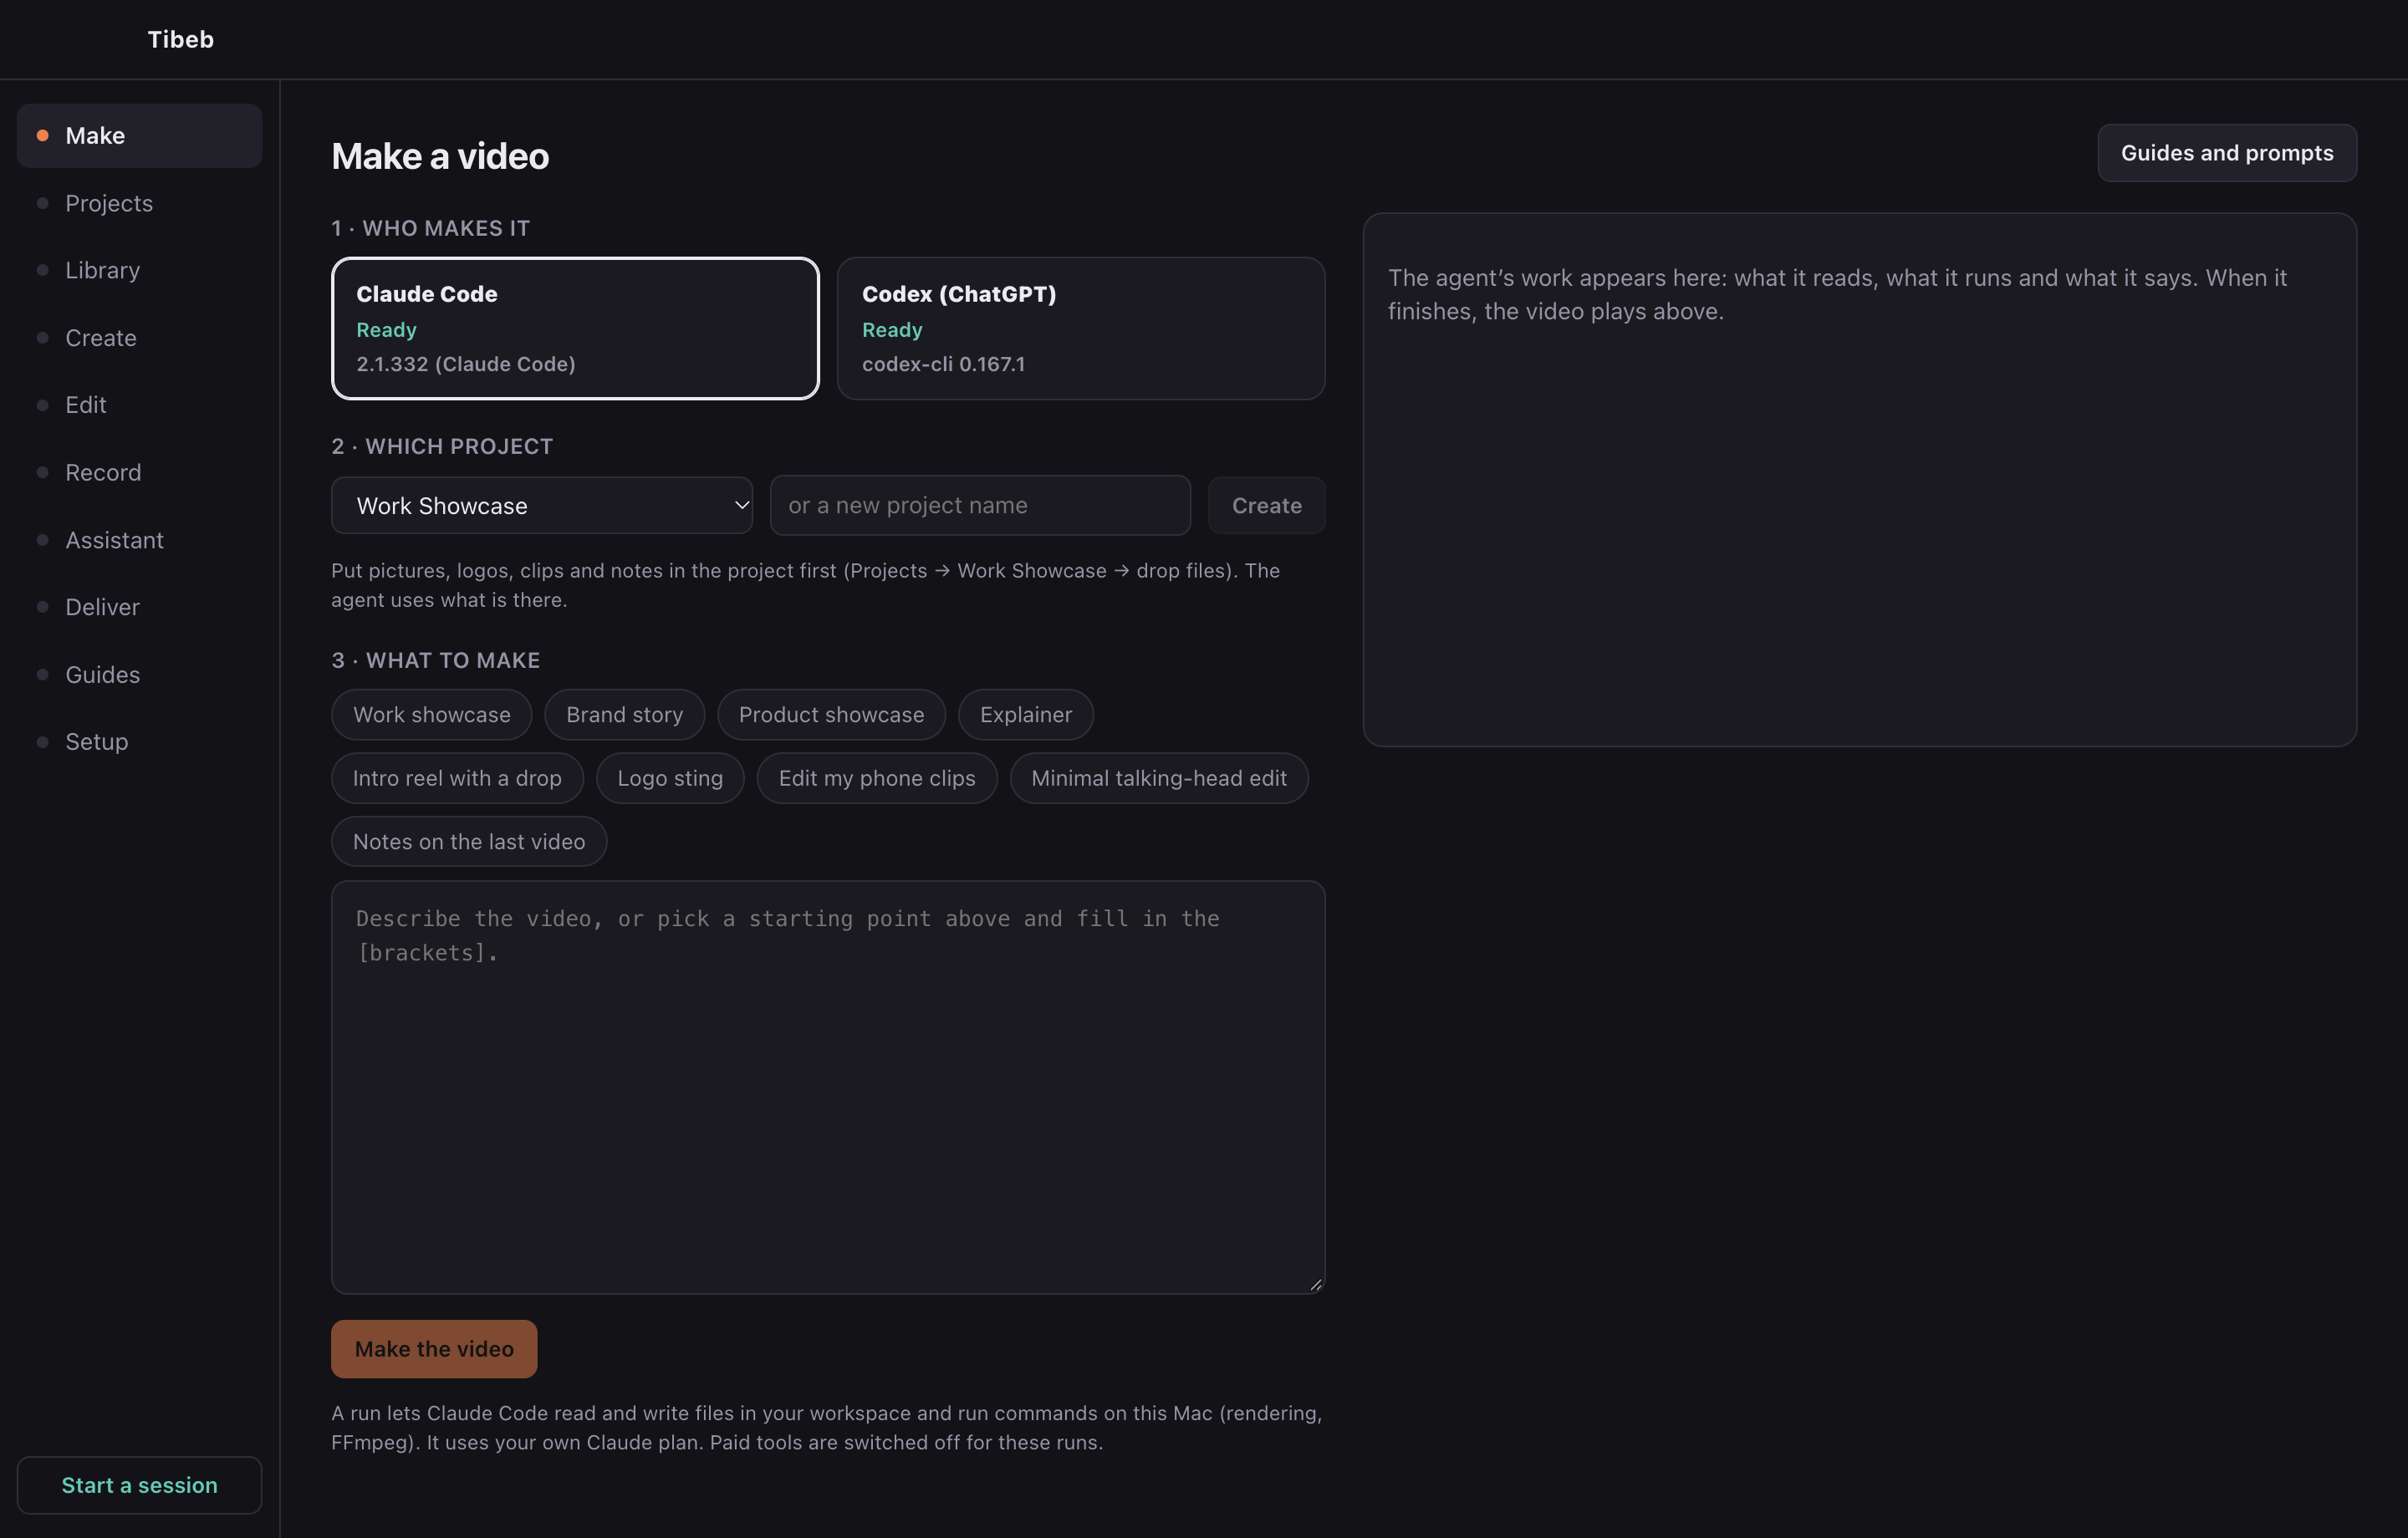 Tibeb
Make
Projects
Library
Create
Edit
Record
Assistant
Deliver
Guides
Setup
Start a session
Make a video
Guides and prompts
1 · WHO MAKES IT
Claude Code
Ready
2.1.332 (Claude Code)
Codex (ChatGPT)
Ready
codex-cli 0.167.1
2 · WHICH PROJECT
Work Showcase
or a new project name
Create
Put pictures, logos, clips and notes in the project first (Projects → Work Showcase → drop files). The
agent uses what is there.
3 · WHAT TO MAKE
Work showcase
Brand story
Product showcase
Explainer
Intro reel with a drop
Logo sting
Edit my phone clips
Minimal talking-head edit
Notes on the last video
Describe the video, or pick a starting point above and fill in the
[brackets].
Make the video
A run lets Claude Code read and write files in your workspace and run commands on this Mac (rendering,
FFmpeg). It uses your own Claude plan. Paid tools are switched off for these runs.
The agent’s work appears here: what it reads, what it runs and what it says. When it
finishes, the video plays above.